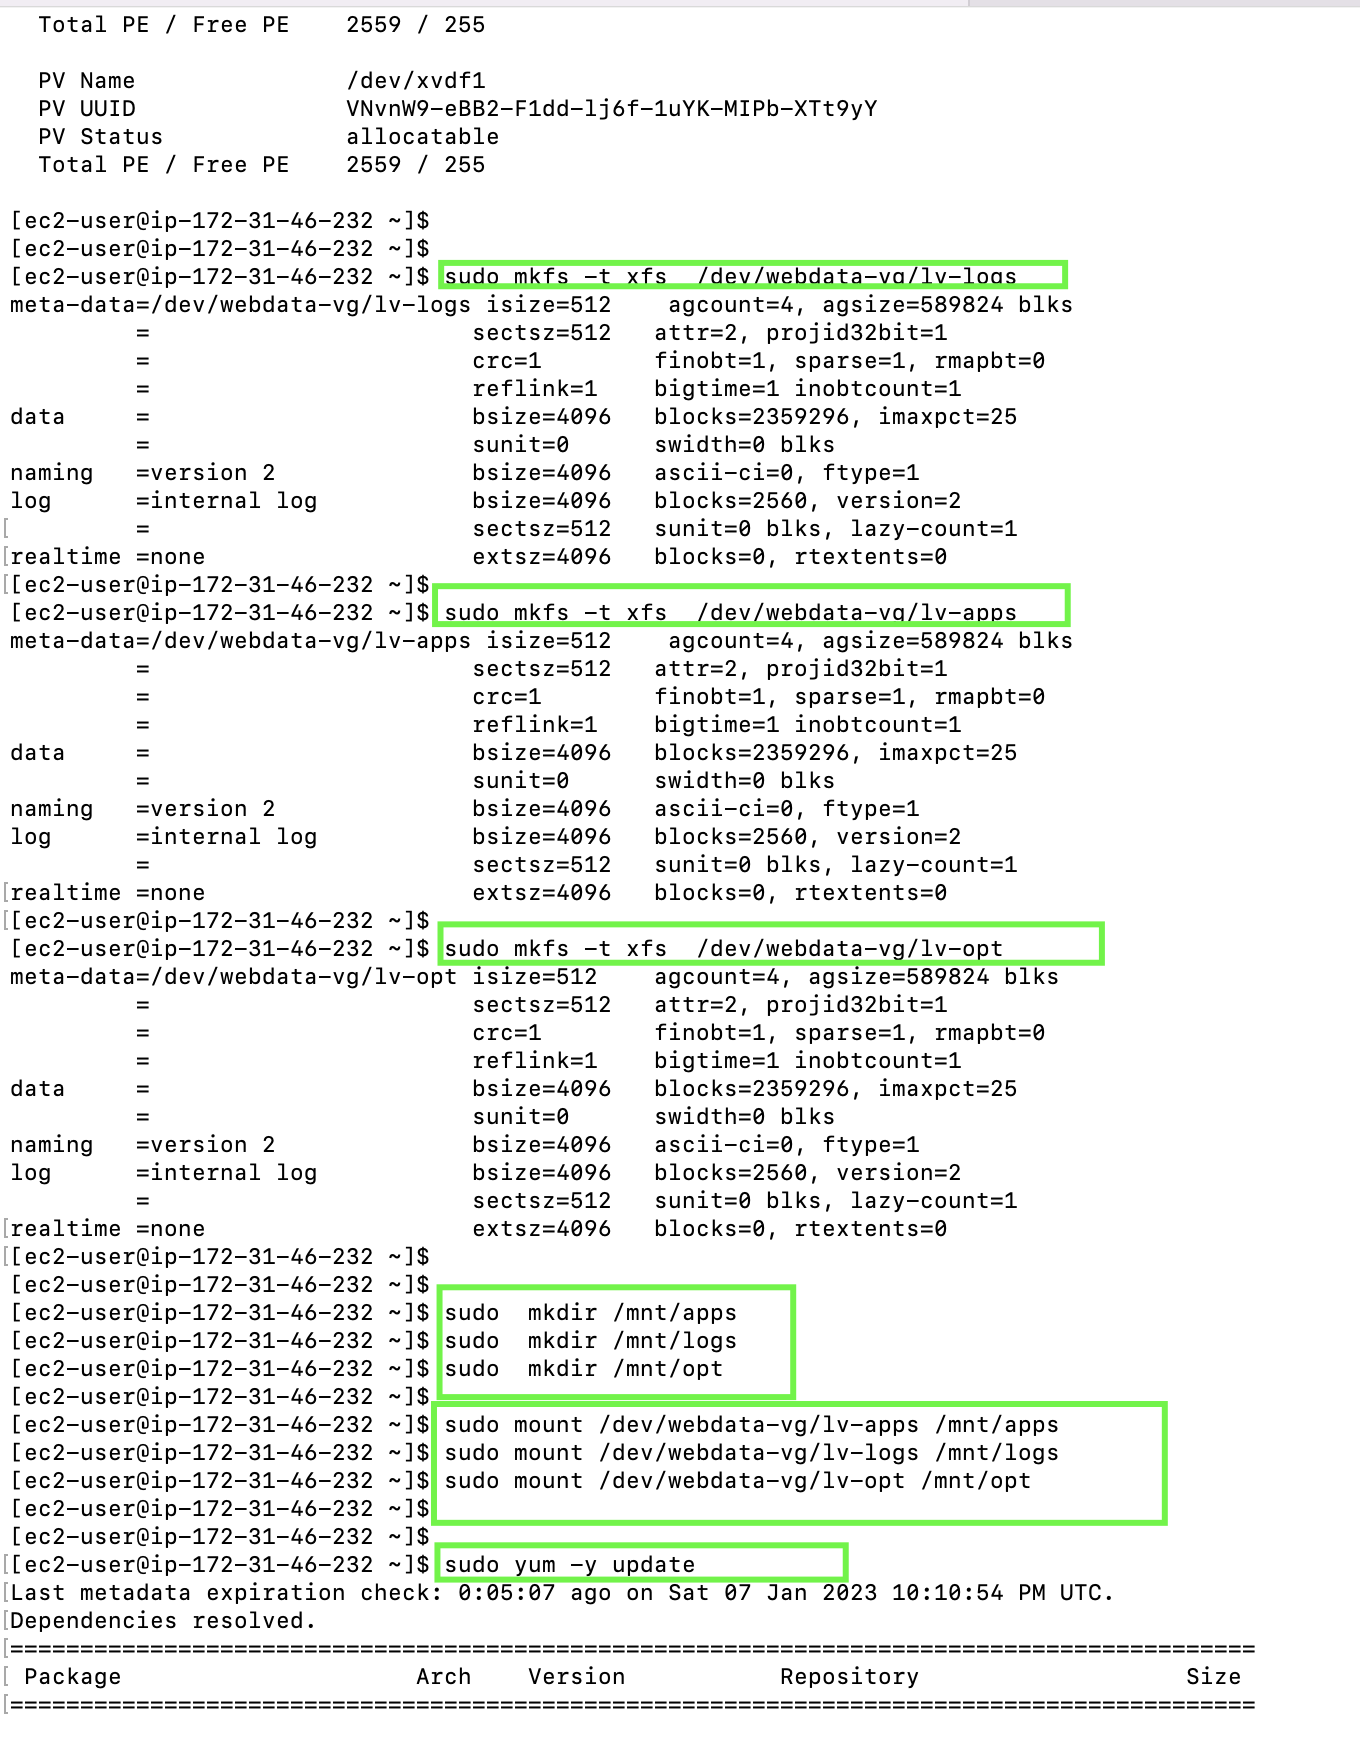 Total PE / Free PE    2559 / 255
PV Name               /dev/xvdf1
PV UUID               VNvnW9-eBB2-F1dd-lj6f-1uYK-MIPb-XTt9yY
PV Status             allocatable
Total PE / Free PE    2559 / 255
[ec2-user@ip-172-31-46-232 ~]$
[ec2-user@ip-172-31-46-232 ~]$
[ec2-user@ip-172-31-46-232 ~]$ sudo mkfs -t xfs  /dev/webdata-vg/lv-logs
meta-data=/dev/webdata-vg/lv-logs isize=512    agcount=4, agsize=589824 blks
         =                       sectsz=512   attr=2, projid32bit=1
         =                       crc=1        finobt=1, sparse=1, rmapbt=0
         =                       reflink=1    bigtime=1 inobtcount=1
data     =                       bsize=4096   blocks=2359296, imaxpct=25
         =                       sunit=0      swidth=0 blks
naming   =version 2              bsize=4096   ascii-ci=0, ftype=1
log      =internal log           bsize=4096   blocks=2560, version=2
[        =                       sectsz=512   sunit=0 blks, lazy-count=1
[realtime =none                   extsz=4096   blocks=0, rtextents=0
[[ec2-user@ip-172-31-46-232 ~]$
[ec2-user@ip-172-31-46-232 ~]$ sudo mkfs -t xfs  /dev/webdata-vg/lv-apps
meta-data=/dev/webdata-vg/lv-apps isize=512    agcount=4, agsize=589824 blks
         =                       sectsz=512   attr=2, projid32bit=1
         =                       crc=1        finobt=1, sparse=1, rmapbt=0
         =                       reflink=1    bigtime=1 inobtcount=1
data     =                       bsize=4096   blocks=2359296, imaxpct=25
         =                       sunit=0      swidth=0 blks
naming   =version 2              bsize=4096   ascii-ci=0, ftype=1
log      =internal log           bsize=4096   blocks=2560, version=2
         =                       sectsz=512   sunit=0 blks, lazy-count=1
[realtime =none                   extsz=4096   blocks=0, rtextents=0
[[ec2-user@ip-172-31-46-232 ~]$
[ec2-user@ip-172-31-46-232 ~]$ sudo mkfs -t xfs  /dev/webdata-vg/lv-opt
meta-data=/dev/webdata-vg/lv-opt isize=512    agcount=4, agsize=589824 blks
         =                       sectsz=512   attr=2, projid32bit=1
         =                       crc=1        finobt=1, sparse=1, rmapbt=0
         =                       reflink=1    bigtime=1 inobtcount=1
data     =                       bsize=4096   blocks=2359296, imaxpct=25
         =                       sunit=0      swidth=0 blks
naming   =version 2              bsize=4096   ascii-ci=0, ftype=1
log      =internal log           bsize=4096   blocks=2560, version=2
         =                       sectsz=512   sunit=0 blks, lazy-count=1
[realtime =none                   extsz=4096   blocks=0, rtextents=0
[[ec2-user@ip-172-31-46-232 ~]$
[ec2-user@ip-172-31-46-232 ~]$
[ec2-user@ip-172-31-46-232 ~]$ sudo  mkdir /mnt/apps
[ec2-user@ip-172-31-46-232 ~]$ sudo  mkdir /mnt/logs
[ec2-user@ip-172-31-46-232 ~]$ sudo  mkdir /mnt/opt
[ec2-user@ip-172-31-46-232 ~]$
[ec2-user@ip-172-31-46-232 ~]$ sudo mount /dev/webdata-vg/lv-apps /mnt/apps
[ec2-user@ip-172-31-46-232 ~]$ sudo mount /dev/webdata-vg/lv-logs /mnt/logs
[ec2-user@ip-172-31-46-232 ~]$ sudo mount /dev/webdata-vg/lv-opt /mnt/opt
[ec2-user@ip-172-31-46-232 ~]$
[ec2-user@ip-172-31-46-232 ~]$
[[ec2-user@ip-172-31-46-232 ~]$ sudo yum -y update
[Last metadata expiration check: 0:05:07 ago on Sat 07 Jan 2023 10:10:54 PM UTC.
[Dependencies resolved.
[=========================================================================================
[ Package                     Arch    Version           Repository                   Size
[=========================================================================================